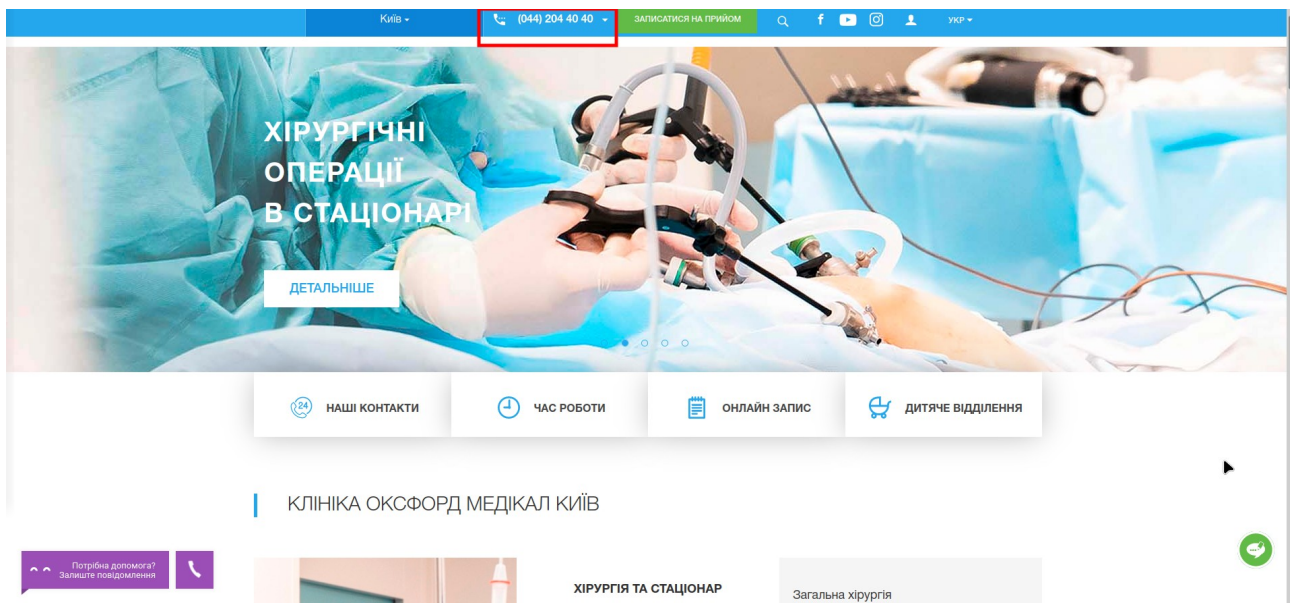 Київ
(044) 204 40 40
ЗАПИСАТИСЯ НА ПРИЙОМ
УКР
ХІРУРГІЧНІ
ОПЕРАЦІЇ
В СТАЦІОНАРІ
ДЕТАЛЬНІШЕ
24
НАШІ КОНТАКТИ
ЧАС РОБОТИ
ОНЛАЙН ЗАПИС
ДИТЯЧЕ ВІДДІЛЕННЯ
КЛІНІКА ОКСФОРД МЕДІКАЛ КИЇВ
Потрібна допомога?
Залиште повідомлення
ХІРУРГІЯ ТА СТАЦІОНАР
Загальна хірургія